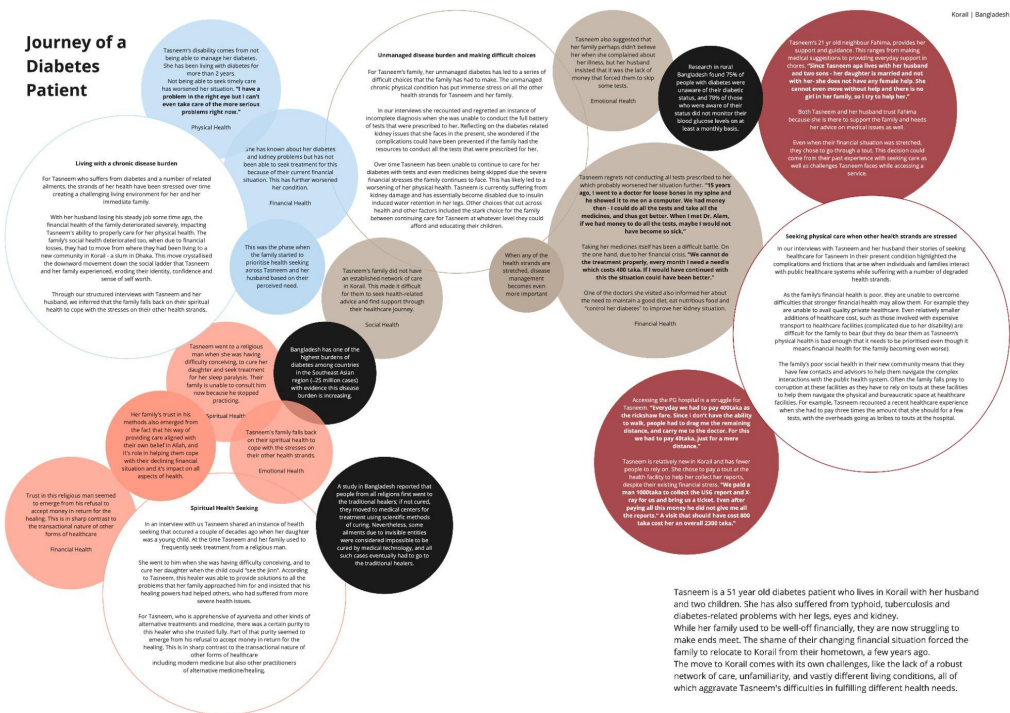 Korail | Bangladesh
Journey of a
Diabetes
Patient
Tasneem's disability comes from not
being able to manage her diabetes.
She has been living with diabetes for
more than 2 years.
Not being able to seek timely care
has worsened her situation. "I have a
problem in the right eye but I can't
even take care of the more serious
problems right now."
Physical Health
She has known about her diabetes
and kidney problems but has not
been able to seek treatment for this
because of their current financial
situation. This has further worsened
her condition.
Financial Health
Living with a chronic disease burden
For Tasneem who suffers from diabetes and a number of related
ailments, the strands of her health have been stressed over time
creating a challenging living environment for her and her
immediate family.
With her husband losing his steady job some time ago, the
financial health of the family deteriorated severely, impacting
Tasneem's ability to properly care for her physical health. The
family's social health deteriorated too, when due to financial
losses, they had to move from where they had been living to a
new community in Korail - a slum in Dhaka. This move crystallised
the downward movement down the social ladder that Tasneem
and her family experienced, eroding their identity, confidence and
sense of self worth.
Through our structured interviews with Tasneem and her
husband, we informed that the family falls back on their spiritual
health to cope with the stresses on their other health strands.
This was the phase when
the family started to
prioritise health seeking
across Tasneem and her
husband based on their
perceived need.
Unmanaged disease burden and making difficult choices
For Tasneem's family, her unmanaged diabetes has led to a series of
difficult choices that the family has had to make. The unmanaged
chronic physical condition has put immense stress on all the other
health strands for Tasneem and her family.
In our interviews she recounted and regretted an instance of
incomplete diagnosis when she was unable to conduct the full battery
of tests that were prescribed to her. Reflecting on the diabetes related
kidney issues that she faces in the present, she wondered if the
complications could have been prevented if the family had the
resources to conduct all the tests that were prescribed for her.
Over time Tasneem has been unable to continue to care for her
diabetes with tests and even medicines being skipped due the severe
financial stresses the family continues to face. This has likely led to a
worsening of her physical health. Tasneem is currently suffering from
kidney damage and has essentially become disabled due to insulin
induced water retention in her legs. Other choices that cut across
health and other factors included the stark choice for the family
between continuing care for Tasneem at whatever level they could
afford and educating their children.
Tasneem's family did not have
an established network of care
in Korail. This made it difficult
for them to seek health-related
advice and find support through
their healthcare journey.
Social Health
When any of the
health strands are
stretched, disease
management
becomes even
more important
Tasneem also suggested that
her family perhaps didn't believe
her when she complained about
her illness, but her husband
insisted that it was the lack of
money that forced them to skip
some tests.
Emotional Health
Research in rural
Bangladesh found 75%
of people with diabetes were
unaware of their diabetic
status, and 78% of those
who were aware of their
status did not monitor their
blood glucose levels on at
least a monthly basis.
Tasneem regrets not conducting all tests prescribed to her
which probably worsened her situation further. "15 years
ago, I went to a doctor for loose bones in my spine and
he showed it to me on a computer. We had money
then - I could do all the tests and take all the
medicines, and thus got better. When I met Dr. Alam,
if we had money to do all the tests, maybe I would not
have become so sick."
Taking her medicines itself has been a difficult battle. On
the one hand, due to her financial crisis, "We cannot do
the treatment properly, every month I need a needle
which costs 400 taka. If I would have continued with
this the situation could have been better."
One of the doctors she visited also informed her about
the need to maintain a good diet, eat nutritious food and
"control her diabetes" to improve her kidney situation.
Financial Health
Tasneem's 21 yr old neighbour Fahima, provides her
support and guidance. This ranges from making
medical suggestions to providing everyday support in
chores. "Since Tasneem apa lives with her husband
and two sons - her daughter is married and not
with her- she does not have any female help. She
cannot even move without help and there is no
girl in her family, so I try to help her."
Both Tasneem and her husband trust Fahima
because she is there to support the family and heeds
her advice on medical issues as well.
Even when their financial situation was stretched,
they chose to go through a tout. This decision could
come from their past experience with seeking care as
well as challenges Tasneem faces while accessing a
service.
Seeking physical care when other health strands are stressed
In our interviews with Tasneem and her husband their stories of seeking
healthcare for Tasneem in their present condition highlighted the
complications and frictions that arise when individuals and families interact
with public healthcare systems while suffering with a number of degraded
health strands.
As the family's financial health is poor, they are unable to overcome
difficulties that stronger financial health may allow them. For example they
are unable to avail quality private healthcare. Even relatively smaller
additions of healthcare cost, such as those involved with expensive
transport to healthcare facilities (complicated due to her disability) are
difficult for the family to bear (but they do bear them as Tasneem's
physical health is bad enough that it needs to be prioritised even though it
means financial health for the family becoming even worse).
The family's poor social health in their new community means that they
have few contacts and advisors to help them navigate the complex
interactions with the public health system. Often the family falls prey to
corruption at these facilities as they have to rely on touts at these facilities
to help them navigate the physical and bureaucratic space at healthcare
facilities. For example, Tasneem recounted a recent healthcare experience
when she had to pay three times the amount that she should for a few
tests, with the overheads going as bribes to touts at the hospital.
Accessing the PG hospital is a struggle for
Tasneem. "Everyday we had to pay 400taka as
the rickshaw fare. Since I don't have the ability
to walk, people had to drag me the remaining
distance, and carry me to the doctor. For this
we had to pay 40taka, just for a mere
distance."
Tasneem is relatively new in Korail and has fewer
people to rely on. She chose to pay a tout at the
health facility to help her collect her reports,
despite their existing financial stress. "We paid a
man 1000taka to collect the USG report and X-
ray for us and bring us a ticket. Even after
paying all this money he did not give me all
the reports." A visit that should have cost 800
taka cost her an overall 2300 taka."
Tasneem went to a religious
man when she was having
difficulty conceiving, to cure her
daughter and seek treatment
for her sleep paralysis. Their
family is unable to consult him
now because he stopped
practicing.
Spiritual Health
Bangladesh has one of the
highest burdens of
diabetes among countries
in the Southeast Asian
region (~25 million cases)
with evidence this disease
burden is increasing.
Her family's trust in his
methods also emerged from
the fact that his way of
providing care aligned with
their own belief in Allah, and
it's role in helping them cope
with their declining financial
situation and it's impact on all
aspects of health.
Tasneem's family falls back
on their spiritual health to
cope with the stresses on
their other health strands.
Emotional Health
Trust in this religious man seemed
to emerge from his refusal to
accept money in return for the
healing. This is in sharp contrast to
the transactional nature of other
forms of healthcare
Financial Health
A study in Bangladesh reported that
people from all religions first went to
the traditional healers; if not cured,
they moved to medical centers for
treatment using scientific methods
of curing. Nevertheless, some
ailments due to invisible entities
were considered impossible to be
cured by medical technology, and all
such cases eventually had to go to
the traditional healers.
Spiritual Health Seeking
In an interview with us Tasneem shared an instance of health
seeking that occured a couple of decades ago when her daughter
was a young child. At the time Tasneem and her family used to
frequently seek treatment from a religious man.
She went to him when she was having difficulty conceiving, and to
cure her daughter when the child could "see the Jinn". According
to Tasneem, this healer was able to provide solutions to all the
problems that her family approached him for and insisted that his
healing powers had helped others, who had suffered from more
severe health issues.
For Tasneem, who is apprehensive of ayurveda and other kinds of
alternative treatments and medicine, there was a certain purity to
this healer who she trusted fully. Part of that purity seemed to
emerge from his refusal to accept money in return for the
healing. This is in sharp contrast to the transactional nature of
other forms of healthcare
including modern medicine but also other practitioners
of alternative medicine/healing.
Tasneem is a 51 year old diabetes patient who lives in Korail with her husband
and two children. She has also suffered from typhoid, tuberculosis and
diabetes-related problems with her legs, eyes and kidney.
While her family used to be well-off financially, they are now struggling to
make ends meet. The shame of their changing financial situation forced the
family to relocate to Korail from their hometown, a few years ago.
The move to Korail comes with its own challenges, like the lack of a robust
network of care, unfamiliarity, and vastly different living conditions, all of
which aggravate Tasneem's difficulties in fulfilling different health needs.